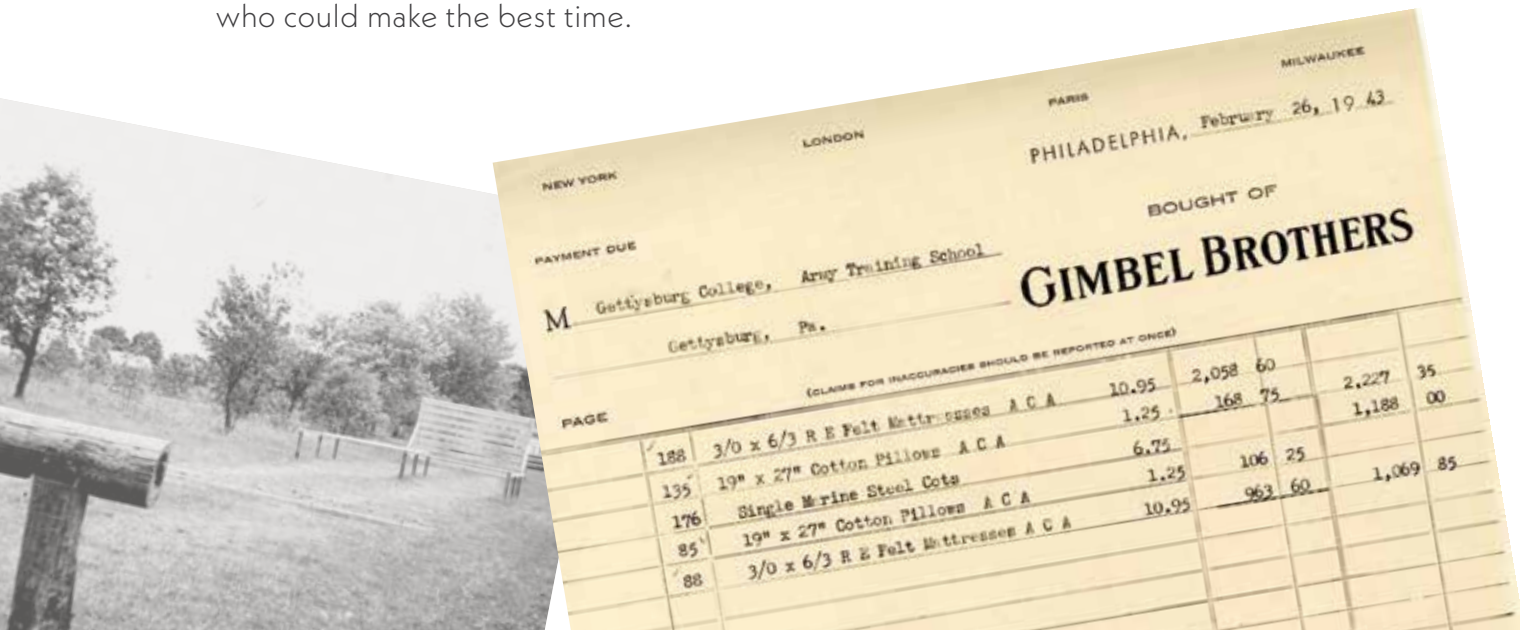 who could make the best time.
MILWAUKEE
PARIS
LONDON
NEW YORK
PHILADELPHIA, February 26, 19 43
BOUGHT OF
GIMBEL BROTHERS
PAYMENT DUE
M Gettysburg College, Army Training School
Gettysburg, Pa.
(CLAIMS FOR INACCURACIES SHOULD BE REPORTED AT ONCE)
PAGE
188 3/0 x 6/3 R E Felt Mattresses A C A 10.95 2,058 60
135 19" x 27" Cotton Pillows A C A 1.25 168 75 2,227 35
176 Single Marine Steel Cots 6.75 1,188 00
85 19" x 27" Cotton Pillows A C A 1.25 106 25
88 3/0 x 6/3 R E Felt Mattresses A C A 10.95 963 60 1,069 85